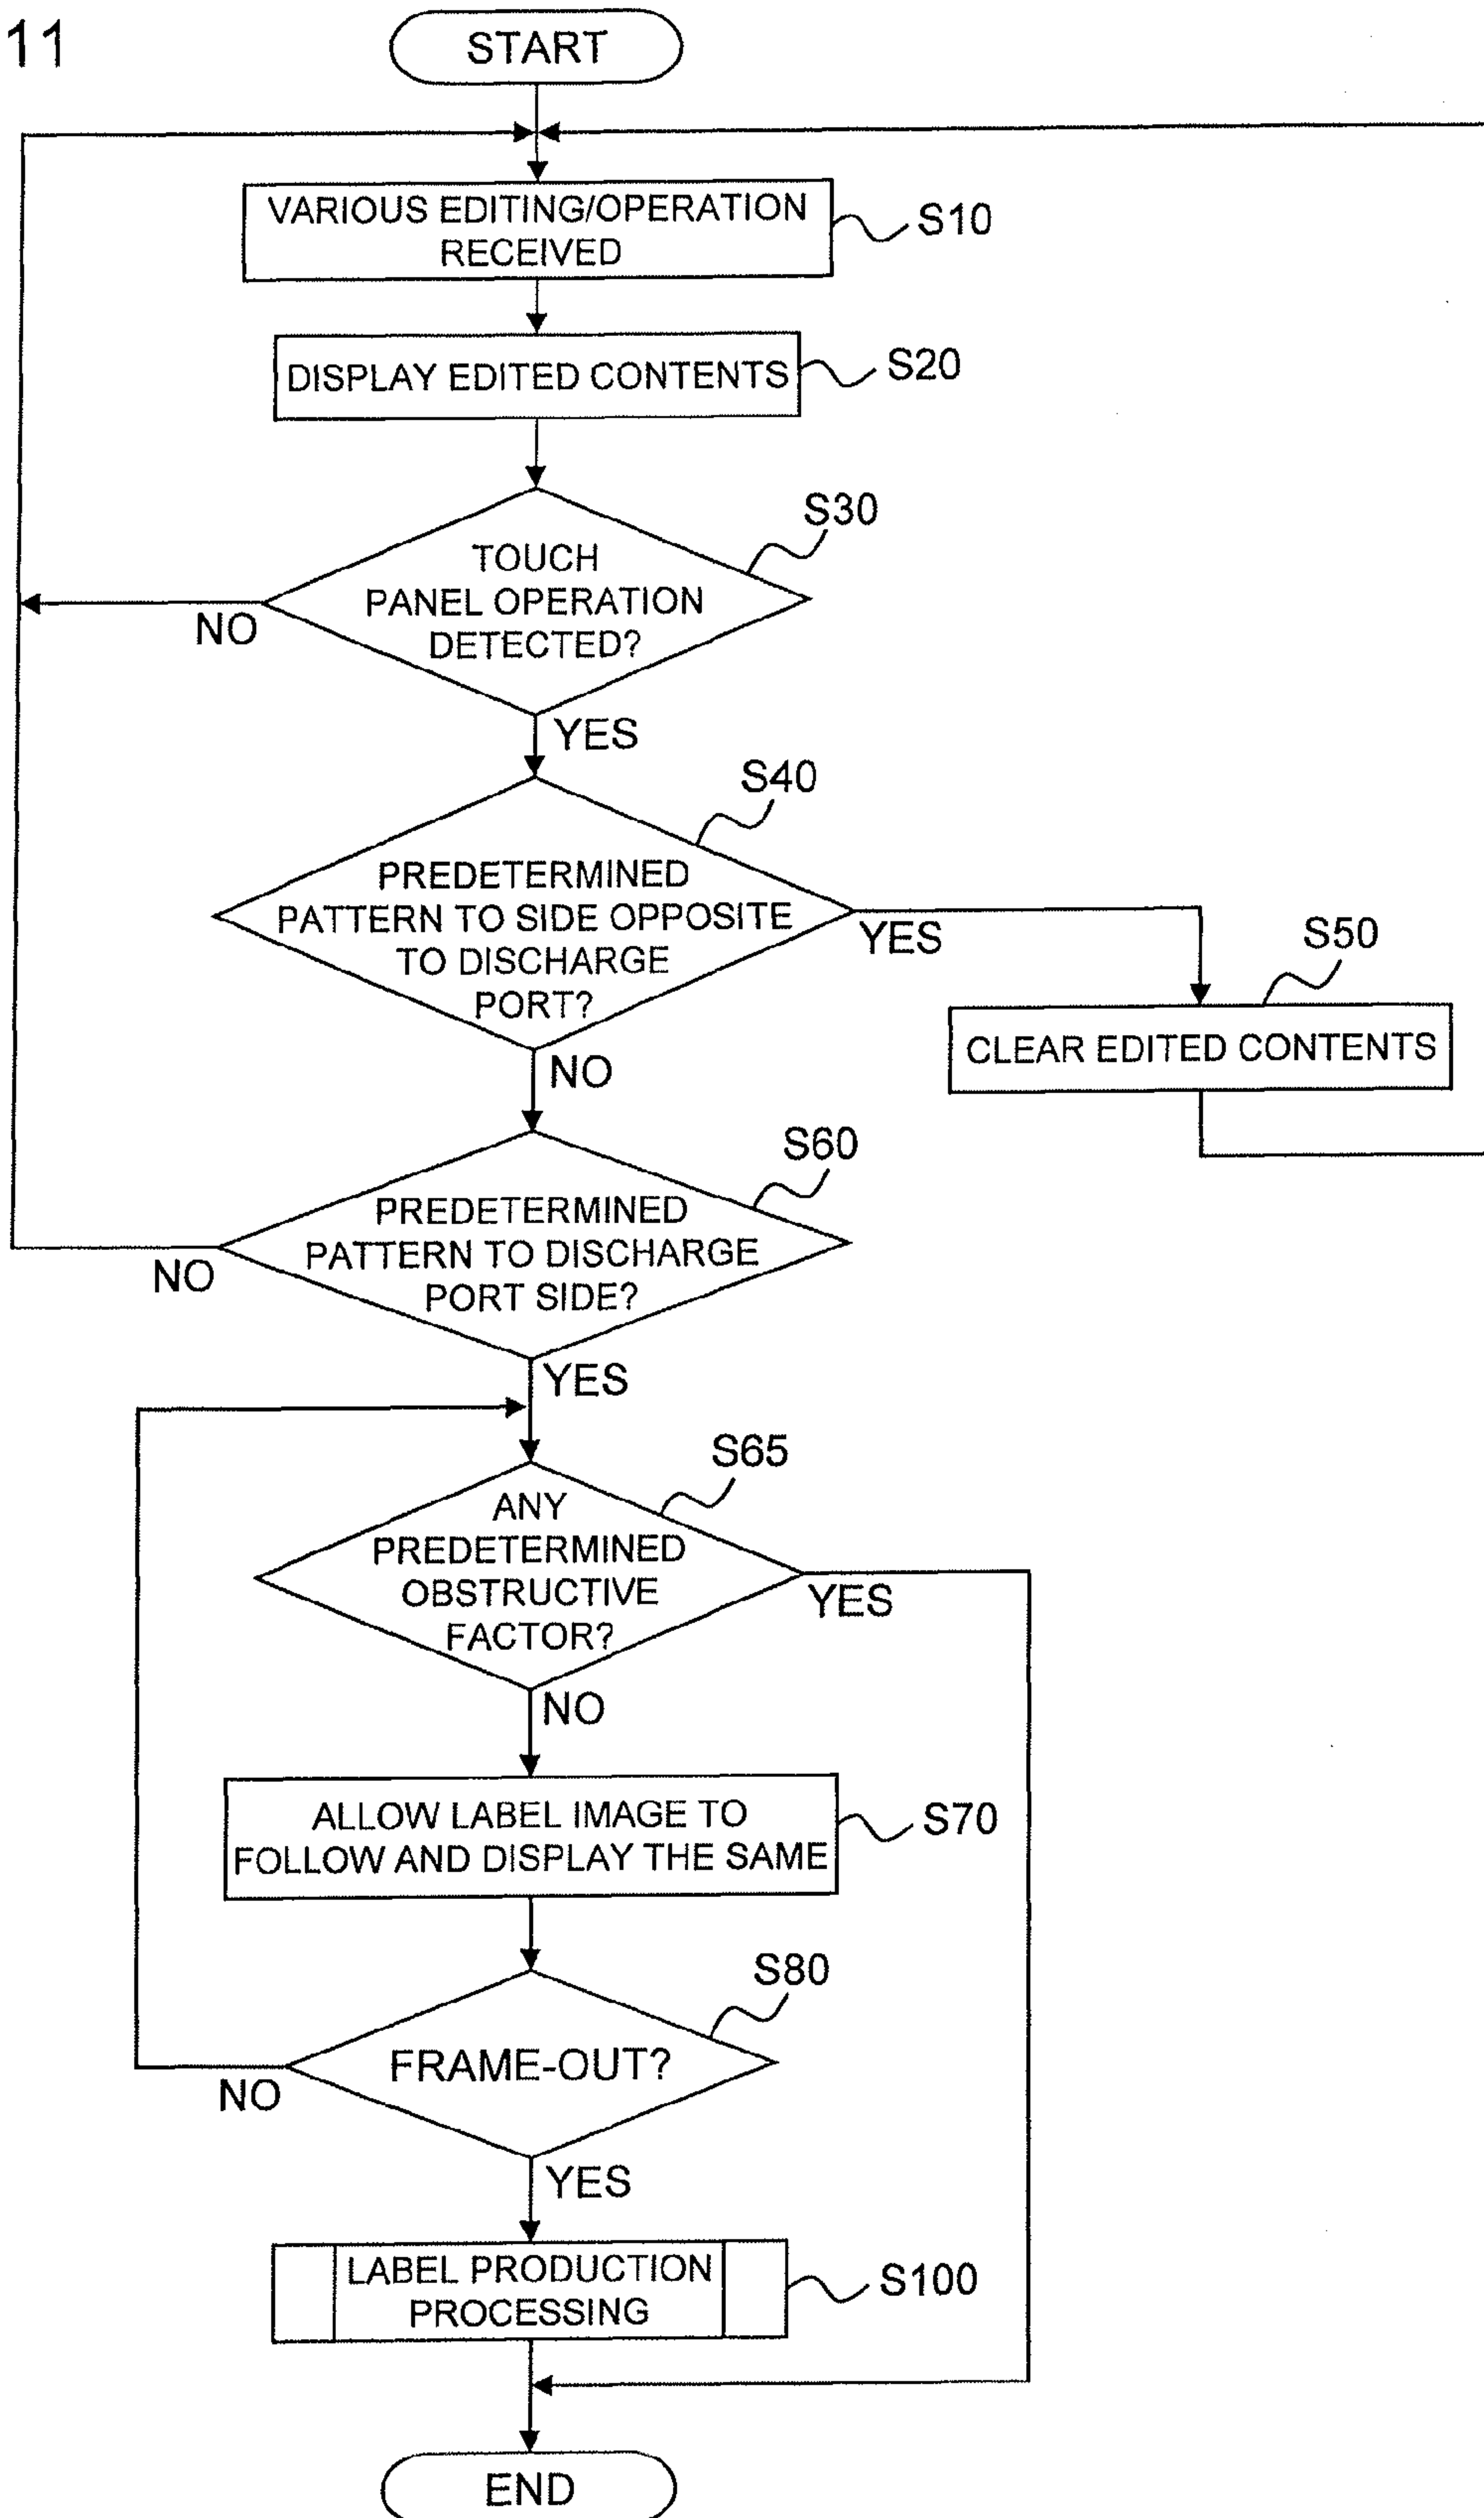 11
START
VARIOUS EDITING/OPERATION
RECEIVED
S10
DISPLAY EDITED CONTENTS
S20
S30
TOUCH
PANEL OPERATION
DETECTED?
NO
YES
S40
PREDETERMINED
PATTERN TO SIDE OPPOSITE
TO DISCHARGE
PORT?
YES
S50
CLEAR EDITED CONTENTS
NO
S60
PREDETERMINED
PATTERN TO DISCHARGE
PORT SIDE?
NO
YES
S65
ANY
PREDETERMINED
OBSTRUCTIVE
FACTOR?
YES
NO
ALLOW LABEL IMAGE TO
FOLLOW AND DISPLAY THE SAME
S70
S80
FRAME-OUT?
NO
YES
LABEL PRODUCTION
PROCESSING
S100
END